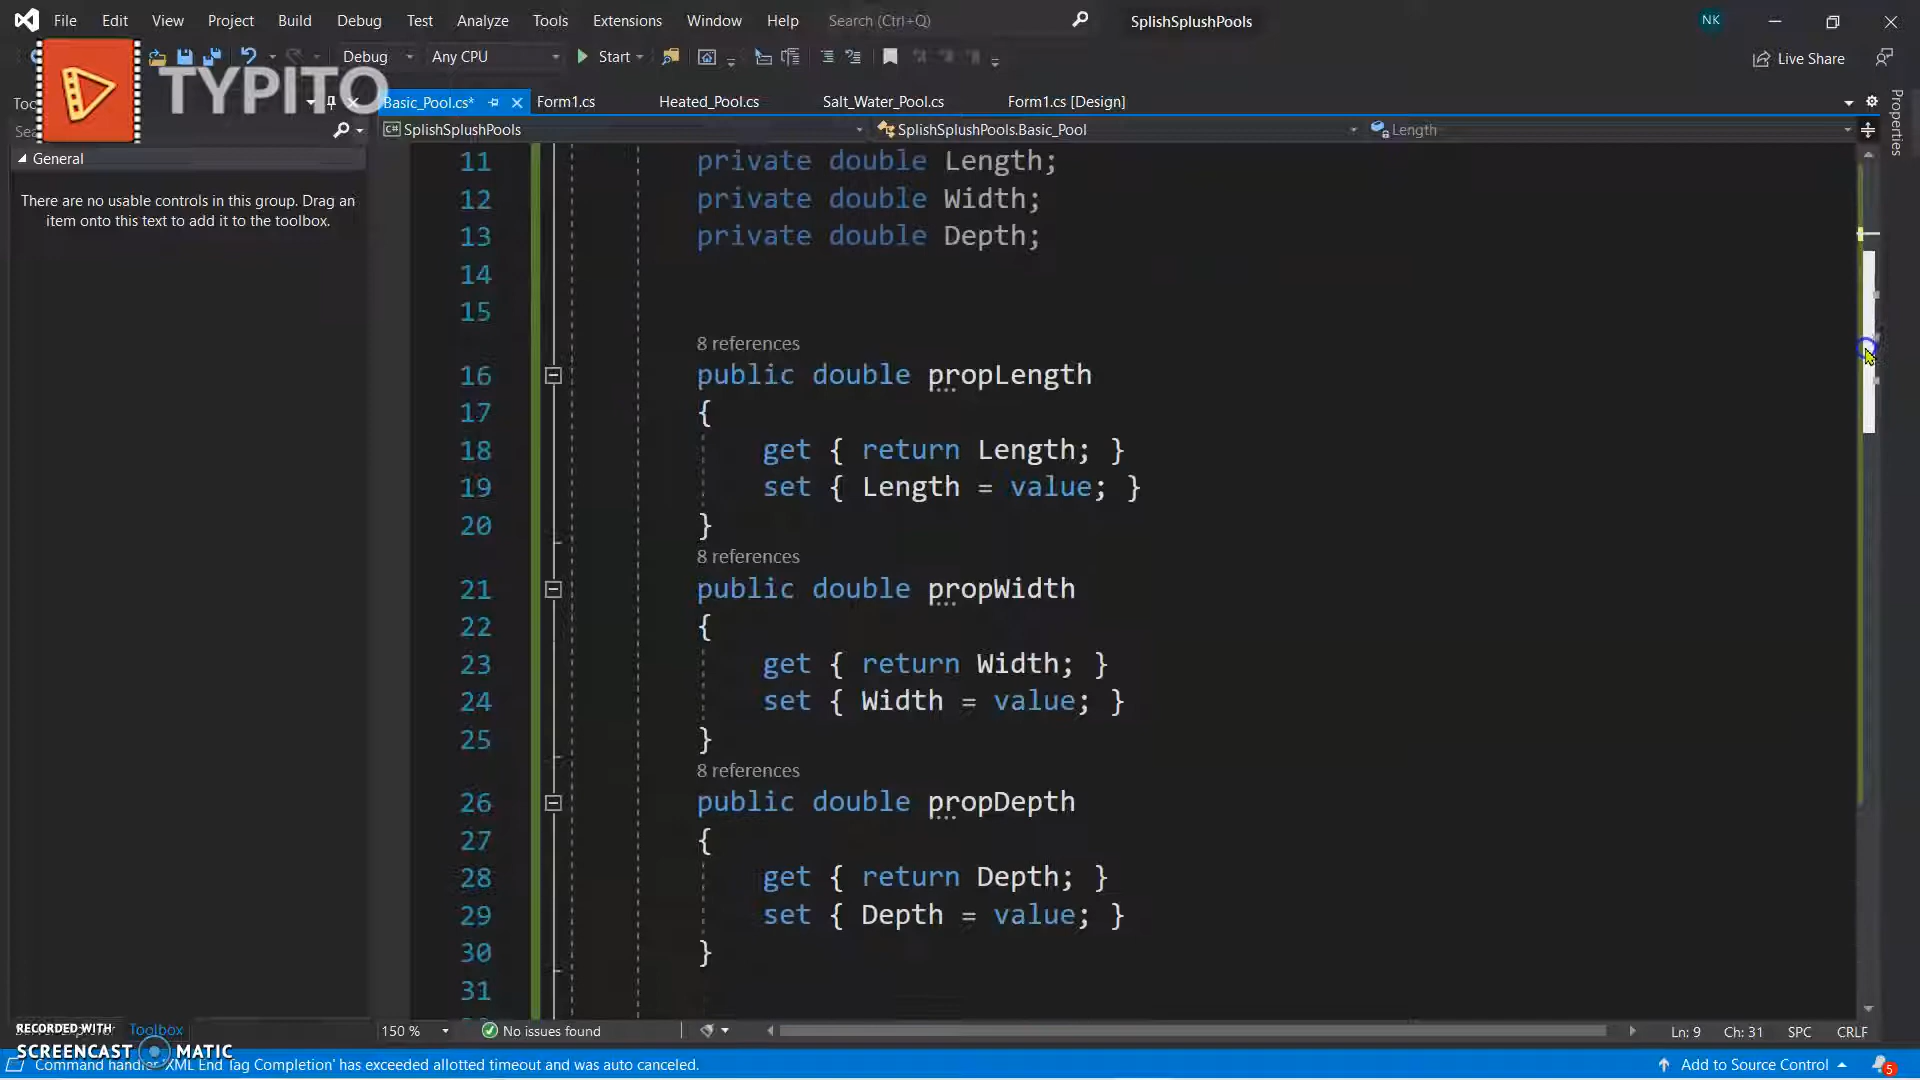 File Edit View Project Build Debug Test Analyze Tools Extensions Window Help Search (Ctrl+Q) SplishSplushPools NK
Debug Any CPU Start Live Share
TYPITO
Basic_Pool.cs* Form1.cs Heated_Pool.cs Salt_Water_Pool.cs Form1.cs [Design]
SplishSplushPools SplishSplushPools.Basic_Pool Length
Properties
General
There are no usable controls in this group. Drag an
item onto this text to add it to the toolbox.
11 private double Length;
12 private double Width;
13 private double Depth;
14
15
8 references
16 public double propLength
17 {
18 get { return Length; }
19 set { Length = value; }
20 }
8 references
21 public double propWidth
22 {
23 get { return Width; }
24 set { Width = value; }
25 }
8 references
26 public double propDepth
27 {
28 get { return Depth; }
29 set { Depth = value; }
30 }
31
RECORDED WITH Toolbox
SCREENCAST MATIC
150 % No issues found Ln: 9 Ch: 31 SPC CRLF
Command handler 'XML End Tag Completion' has exceeded allotted timeout and was auto canceled. Add to Source Control 5